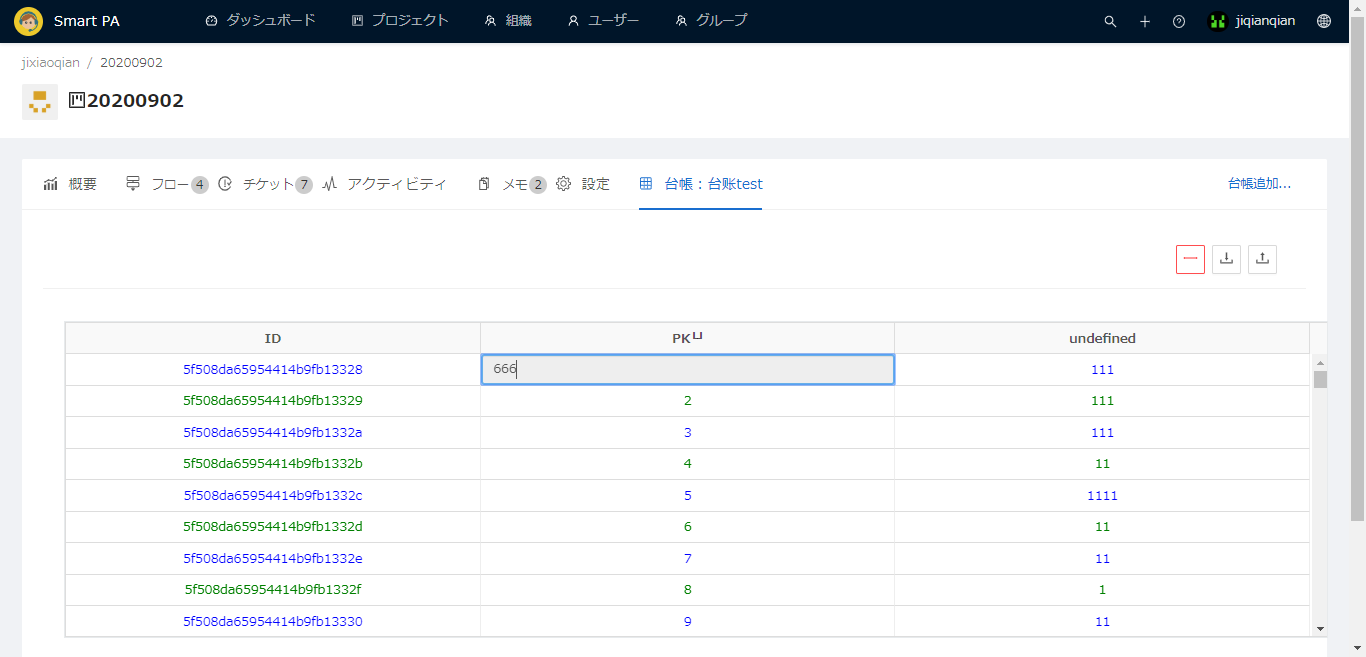 Smart PA ダッシュボード プロジェクト 組織 ユーザー グループ jiqianqian
jixiaoqian / 20200902
20200902
概要 フロー 4 チケット 7 アクティビティ メモ 2 設定 台帳：台账test 台帳追加...
ID PK undefined
5f508da65954414b9fb13328 666 111
5f508da65954414b9fb13329 2 111
5f508da65954414b9fb1332a 3 111
5f508da65954414b9fb1332b 4 11
5f508da65954414b9fb1332c 5 1111
5f508da65954414b9fb1332d 6 11
5f508da65954414b9fb1332e 7 11
5f508da65954414b9fb1332f 8 1
5f508da65954414b9fb13330 9 11